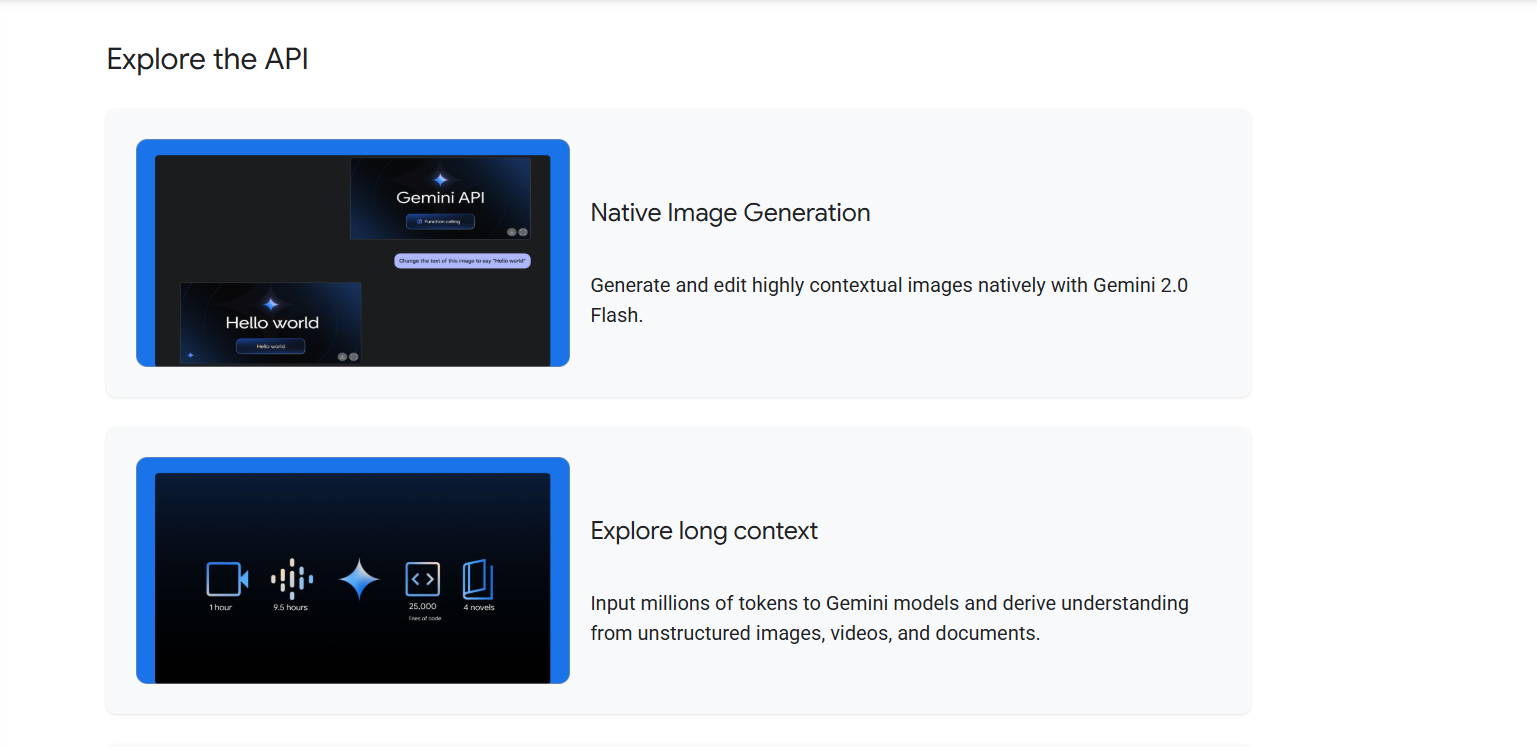 Explore the API
Gemini API
Function calling
Change the text of this image to say "Hello world"
Hello world
Hello world
Native Image Generation
Generate and edit highly contextual images natively with Gemini 2.0
Flash.
1 hour
9.5 hours
25,000
lines of code
4 novels
Explore long context
Input millions of tokens to Gemini models and derive understanding
from unstructured images, videos, and documents.